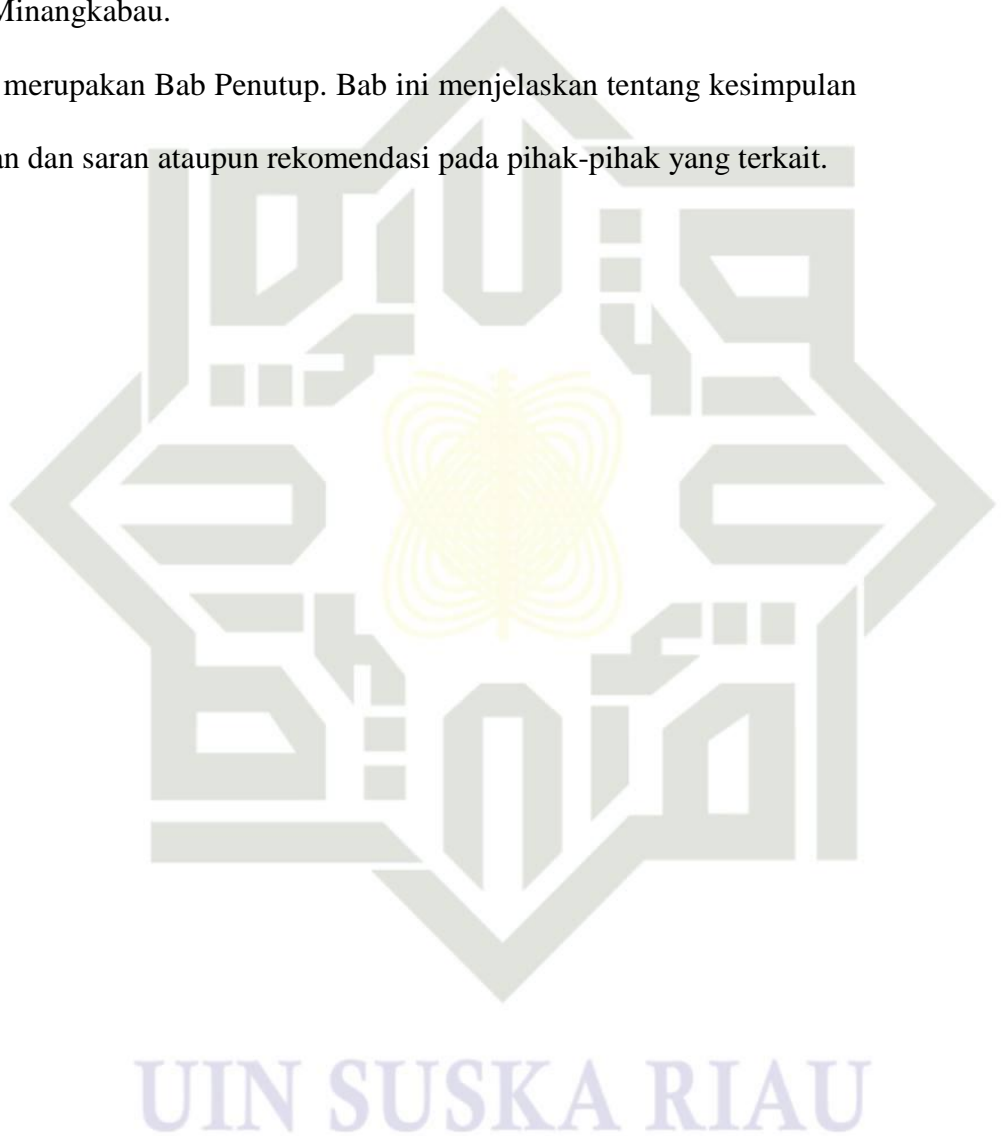 Minangkabau.
merupakan Bab Penutup. Bab ini menjelaskan tentang kesimpulan
dan saran ataupun rekomendasi pada pihak-pihak yang terkait.
UIN SUSKA RIAU